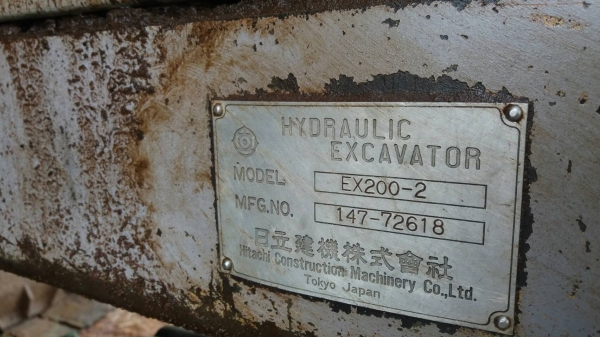 HYDRAULIC
EXCAVATOR
MODEL EX200-2
MFG.NO. 147-72618
日立建機株式會社
Hitachi Construction Machinery Co.,Ltd.
Tokyo Japan